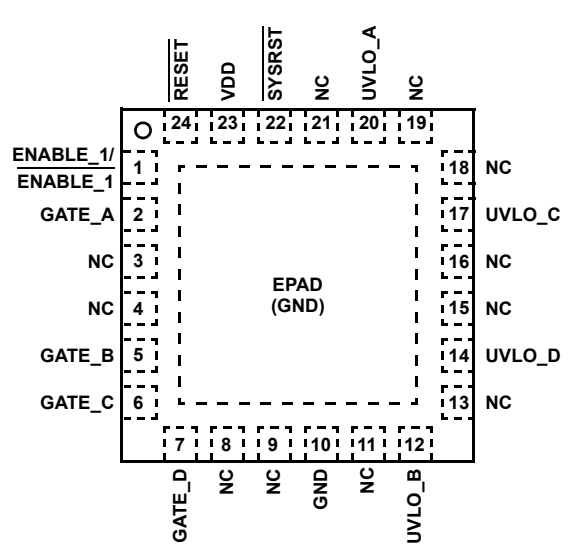 RESET
VDD
SYSRST
NC
UVLO_A
NC
24 23 22 21 20 19
ENABLE_1/
ENABLE_1
1
GATE_A 2
NC 3
NC 4
GATE_B 5
GATE_C 6
EPAD
(GND)
18 NC
17 UVLO_C
16 NC
15 NC
14 UVLO_D
13 NC
7 8 9 10 11 12
GATE_D
NC
NC
GND
NC
UVLO_B